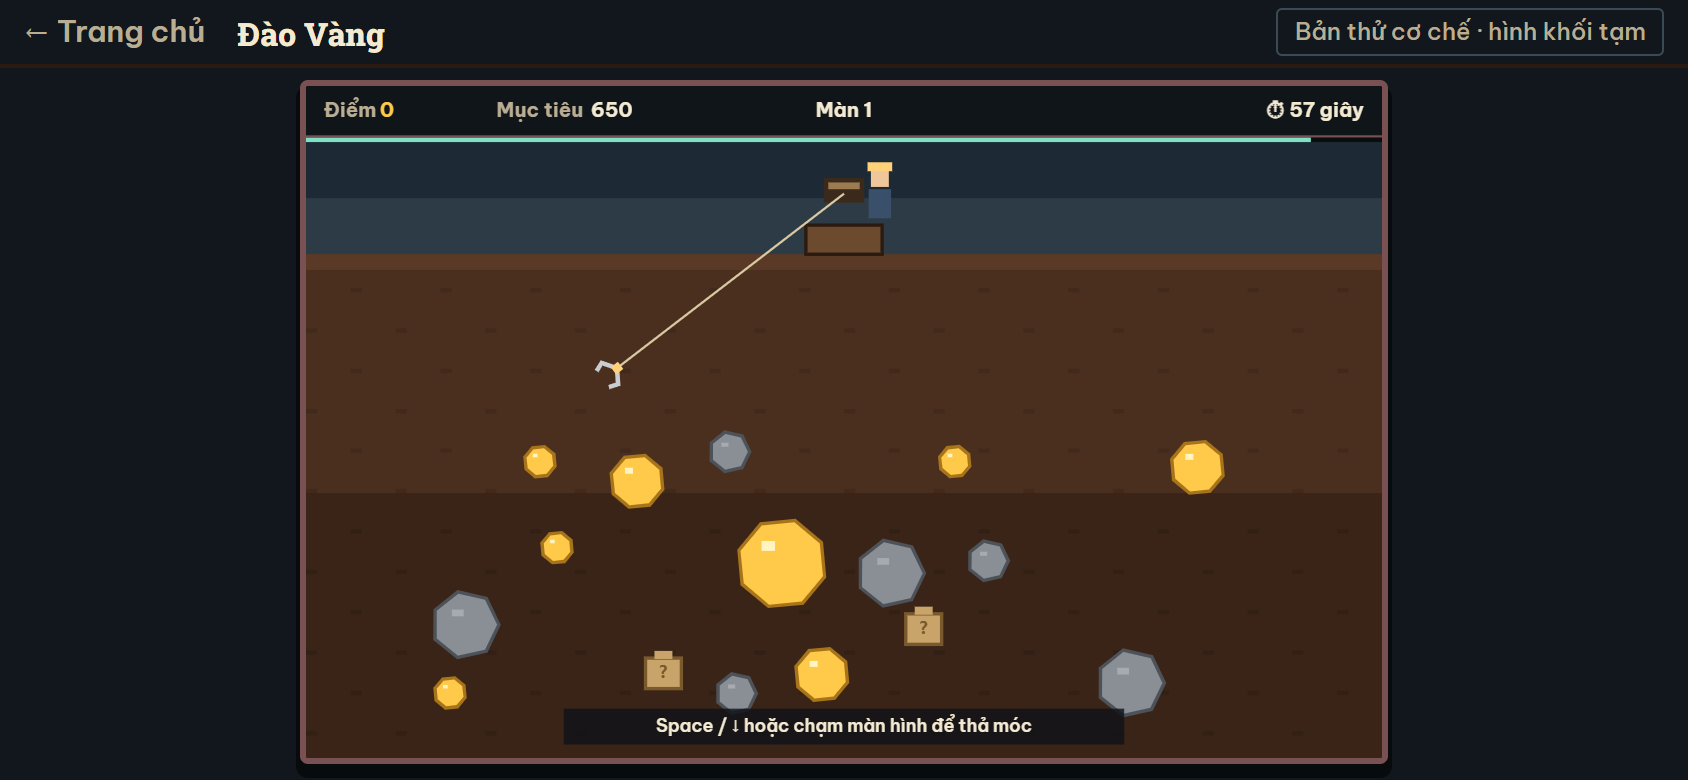 ← Trang chủ
Đào Vàng
Bản thử cơ chế · hình khối tạm
Điểm 0
Mục tiêu 650
Màn 1
⏱ 57 giây
?
?
Space / ↓ hoặc chạm màn hình để thả móc